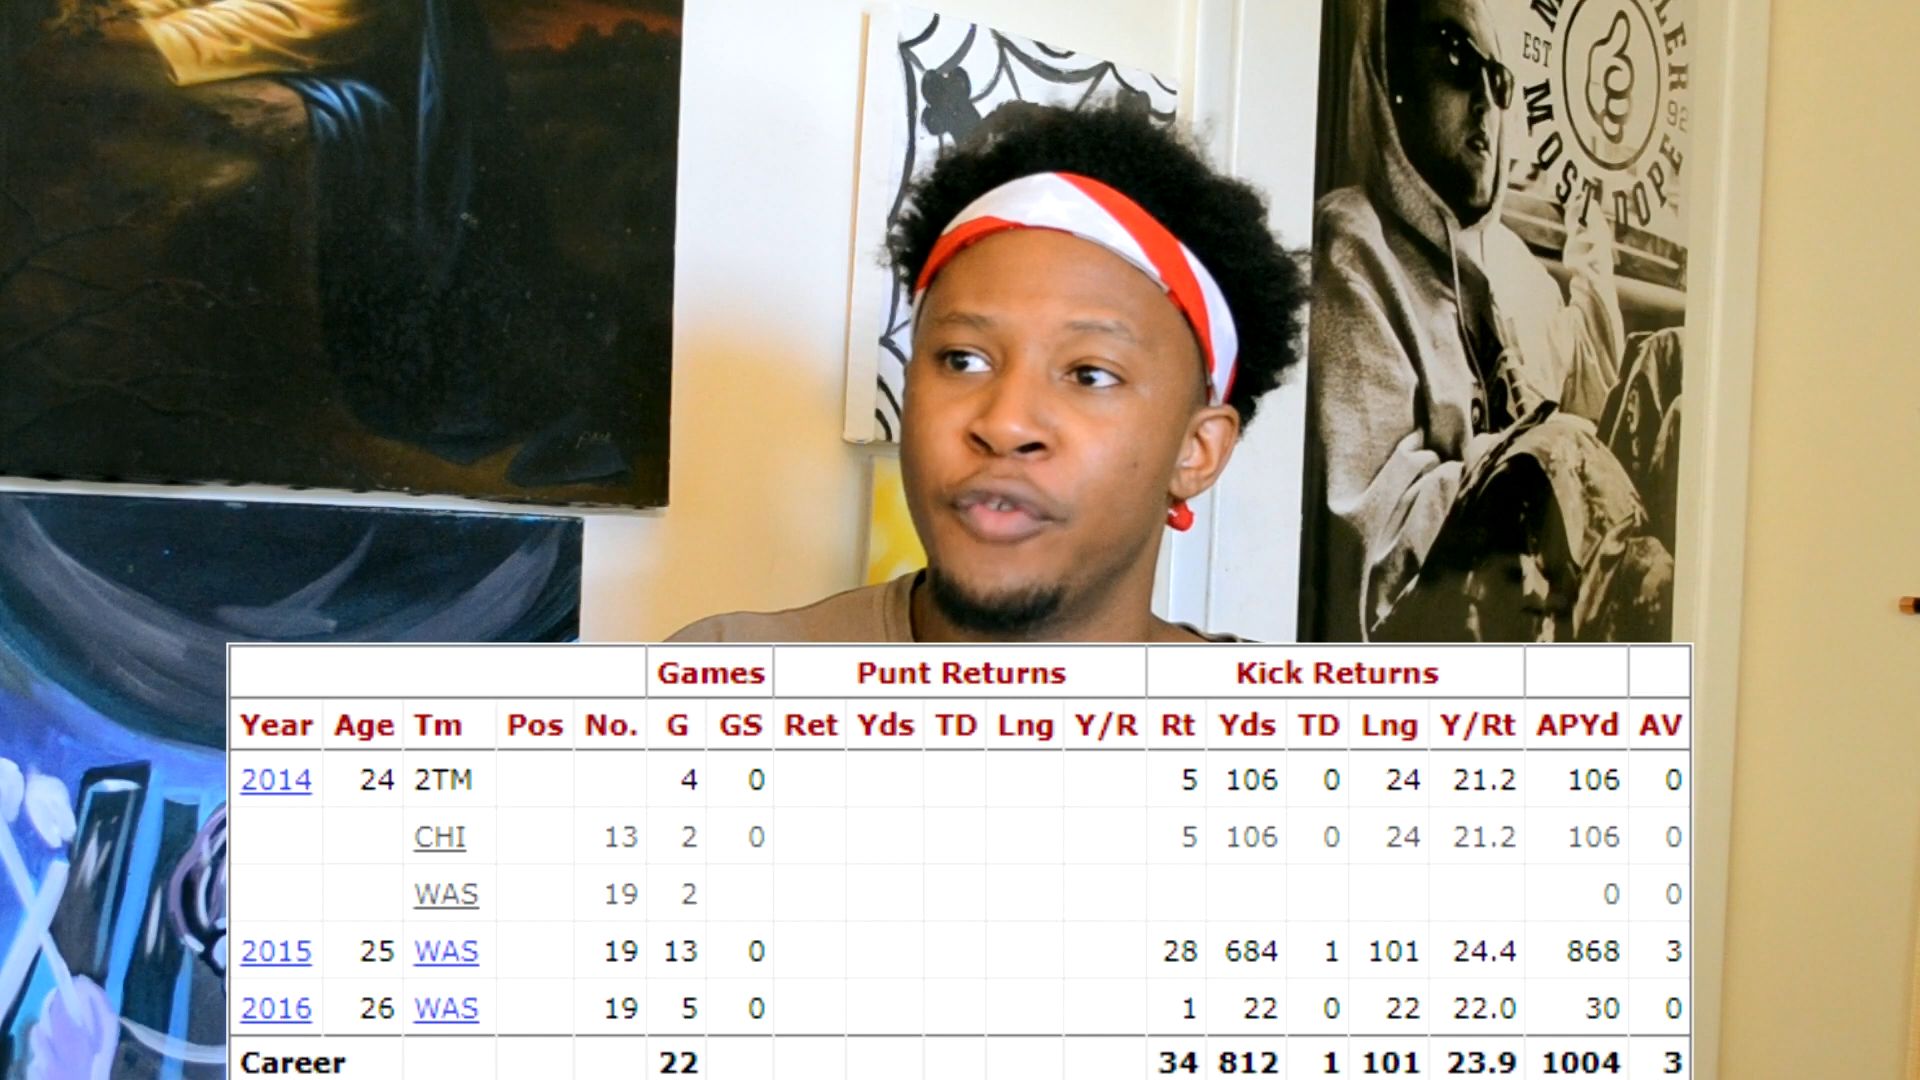 EST
92
MOST DOPE
Games Punt Returns Kick Returns
Year Age Tm Pos No. G GS Ret Yds TD Lng Y/R Rt Yds TD Lng Y/Rt APYd AV
2014 24 2TM 4 0 5 106 0 24 21.2 106 0
CHI 13 2 0 5 106 0 24 21.2 106 0
WAS 19 2 0 0
2015 25 WAS 19 13 0 28 684 1 101 24.4 868 3
2016 26 WAS 19 5 0 1 22 0 22 22.0 30 0
Career 22 34 812 1 101 23.9 1004 3